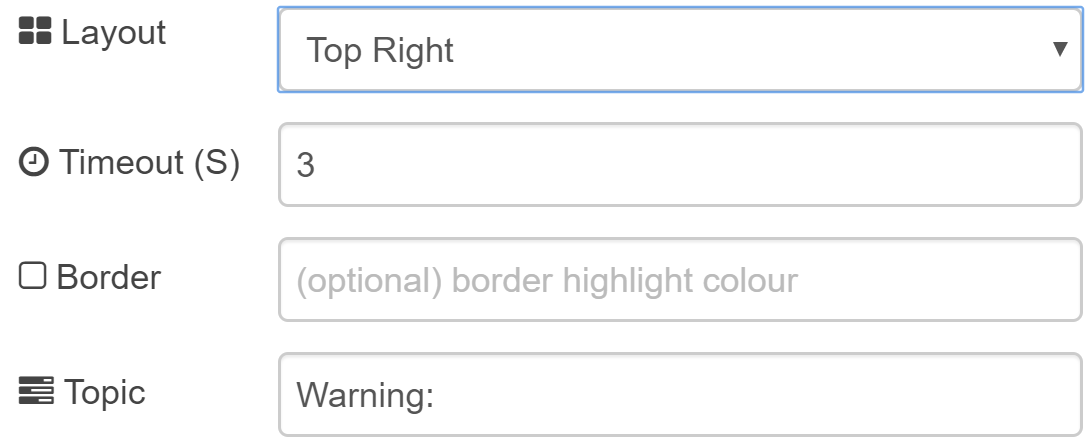 Layout
Top Right
Timeout (S)
3
Border
(optional) border highlight colour
Topic
Warning: